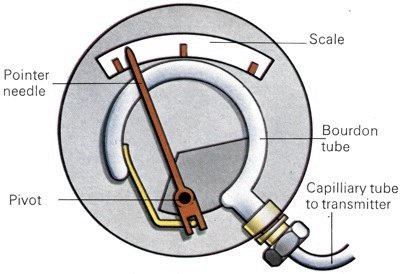 Scale
Pointer
needle
Bourdon
tube
Capilliary tube
to transmitter
Pivot